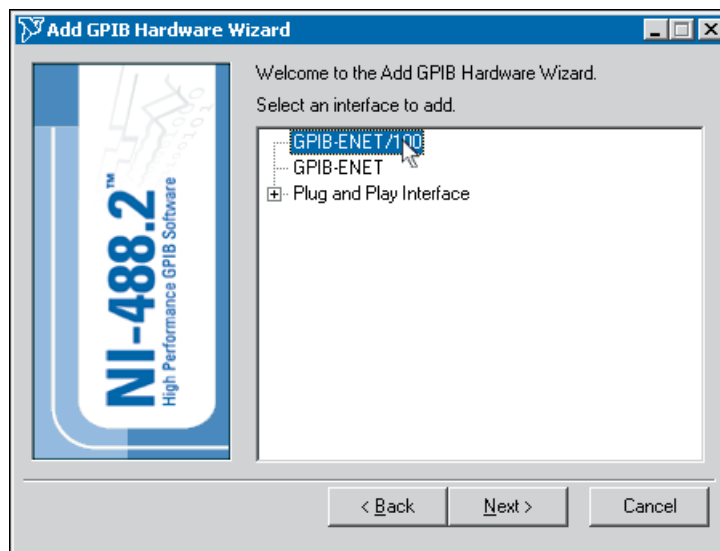 Add GPIB Hardware Wizard
Welcome to the Add GPIB Hardware Wizard.
Select an interface to add.
GPIB-ENET/100
GPIB-ENET
Plug and Play Interface
NI-488.2™
High Performance GPIB Software
< Back
Next >
Cancel